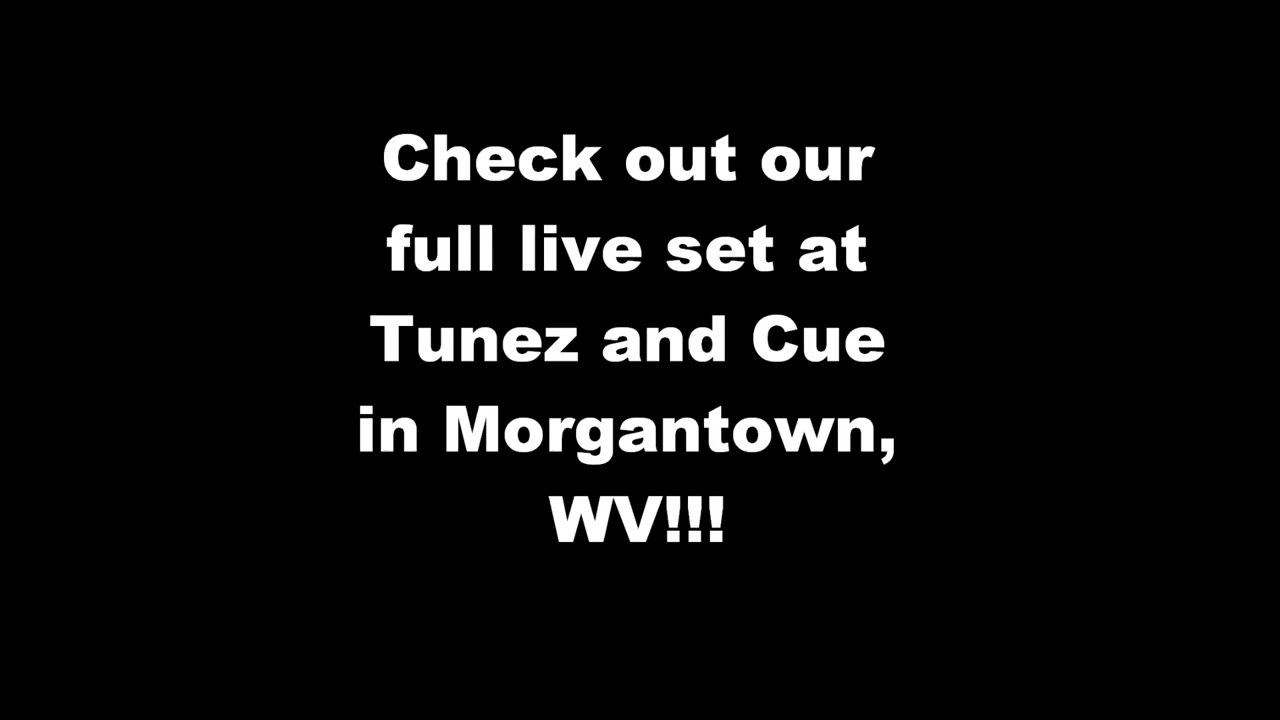 Check out our
full live set at
Tunez and Cue
in Morgantown,
WV!!!